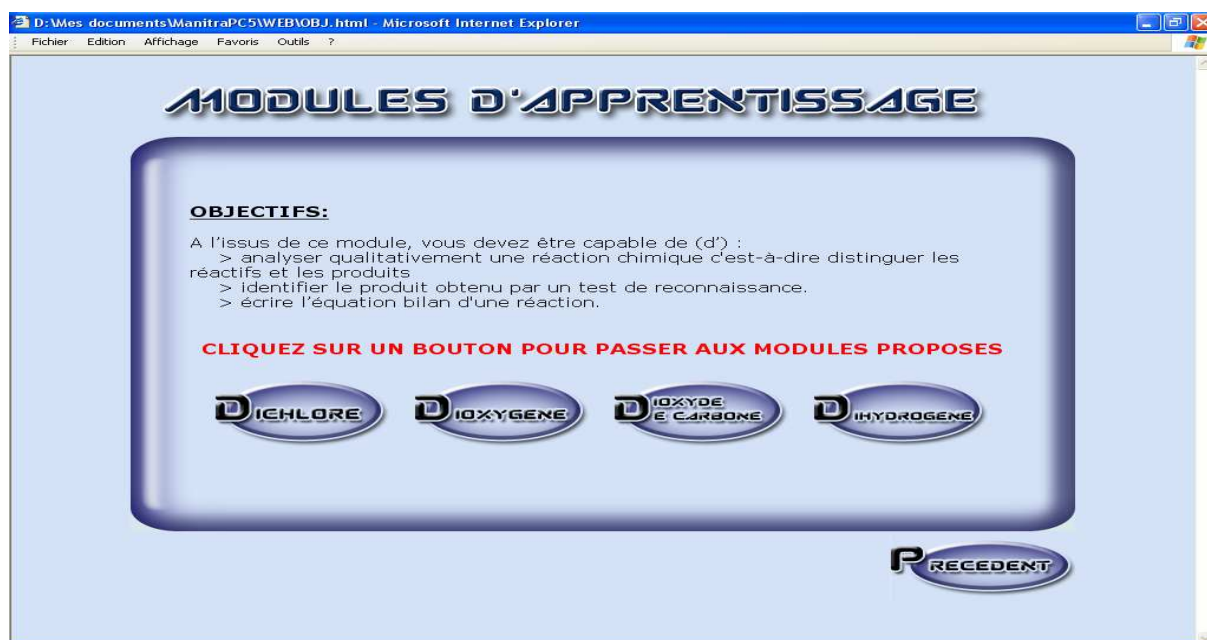 D:\Mes documents\ManitraPC5\WEB\OBJ.html - Microsoft Internet Explorer
Fichier Edition Affichage Favoris Outils ?
MODULES D'APPRENTISSAGE
OBJECTIFS:
A l'issus de ce module, vous devez être capable de (d') :
> analyser qualitativement une réaction chimique c'est-à-dire distinguer les
réactifs et les produits
> identifier le produit obtenu par un test de reconnaissance.
> écrire l'équation bilan d'une réaction.
CLIQUEZ SUR UN BOUTON POUR PASSER AUX MODULES PROPOSES
DICHLORE DIOXYGENE DIOXYDE DE CARBONE DIHYDROGENE
PRECEDENT